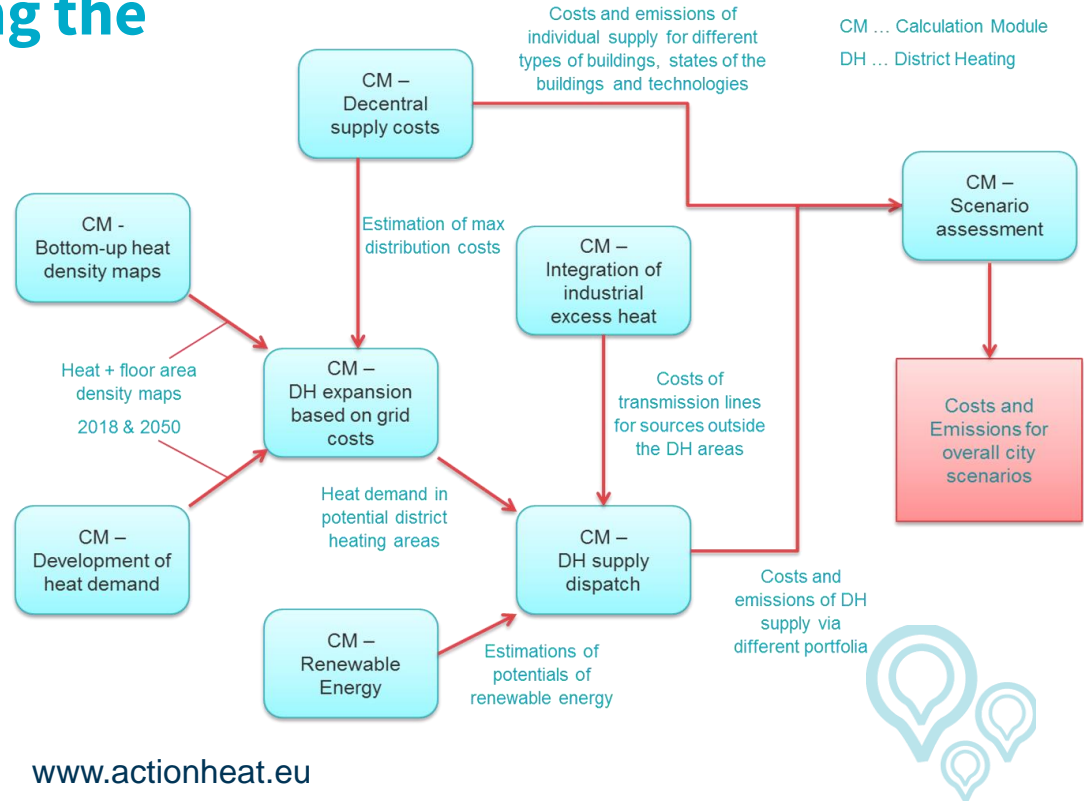 ng the
Costs and emissions of
individual supply for different
types of buildings, states of the
buildings and technologies
CM ... Calculation Module
DH ... District Heating
CM –
Decentral
supply costs
CM –
Scenario
assessment
CM -
Bottom-up heat
density maps
Estimation of max
distribution costs
CM –
Integration of
industrial
excess heat
Heat + floor area
density maps
2018 & 2050
CM –
DH expansion
based on grid
costs
Costs of
transmission lines
for sources outside
the DH areas
Costs and
Emissions for
overall city
scenarios
Heat demand in
potential district
heating areas
CM –
Development of
heat demand
CM –
DH supply
dispatch
Costs and
emissions of DH
supply via
different portfolia
CM –
Renewable
Energy
Estimations of
potentials of
renewable energy
www.actionheat.eu